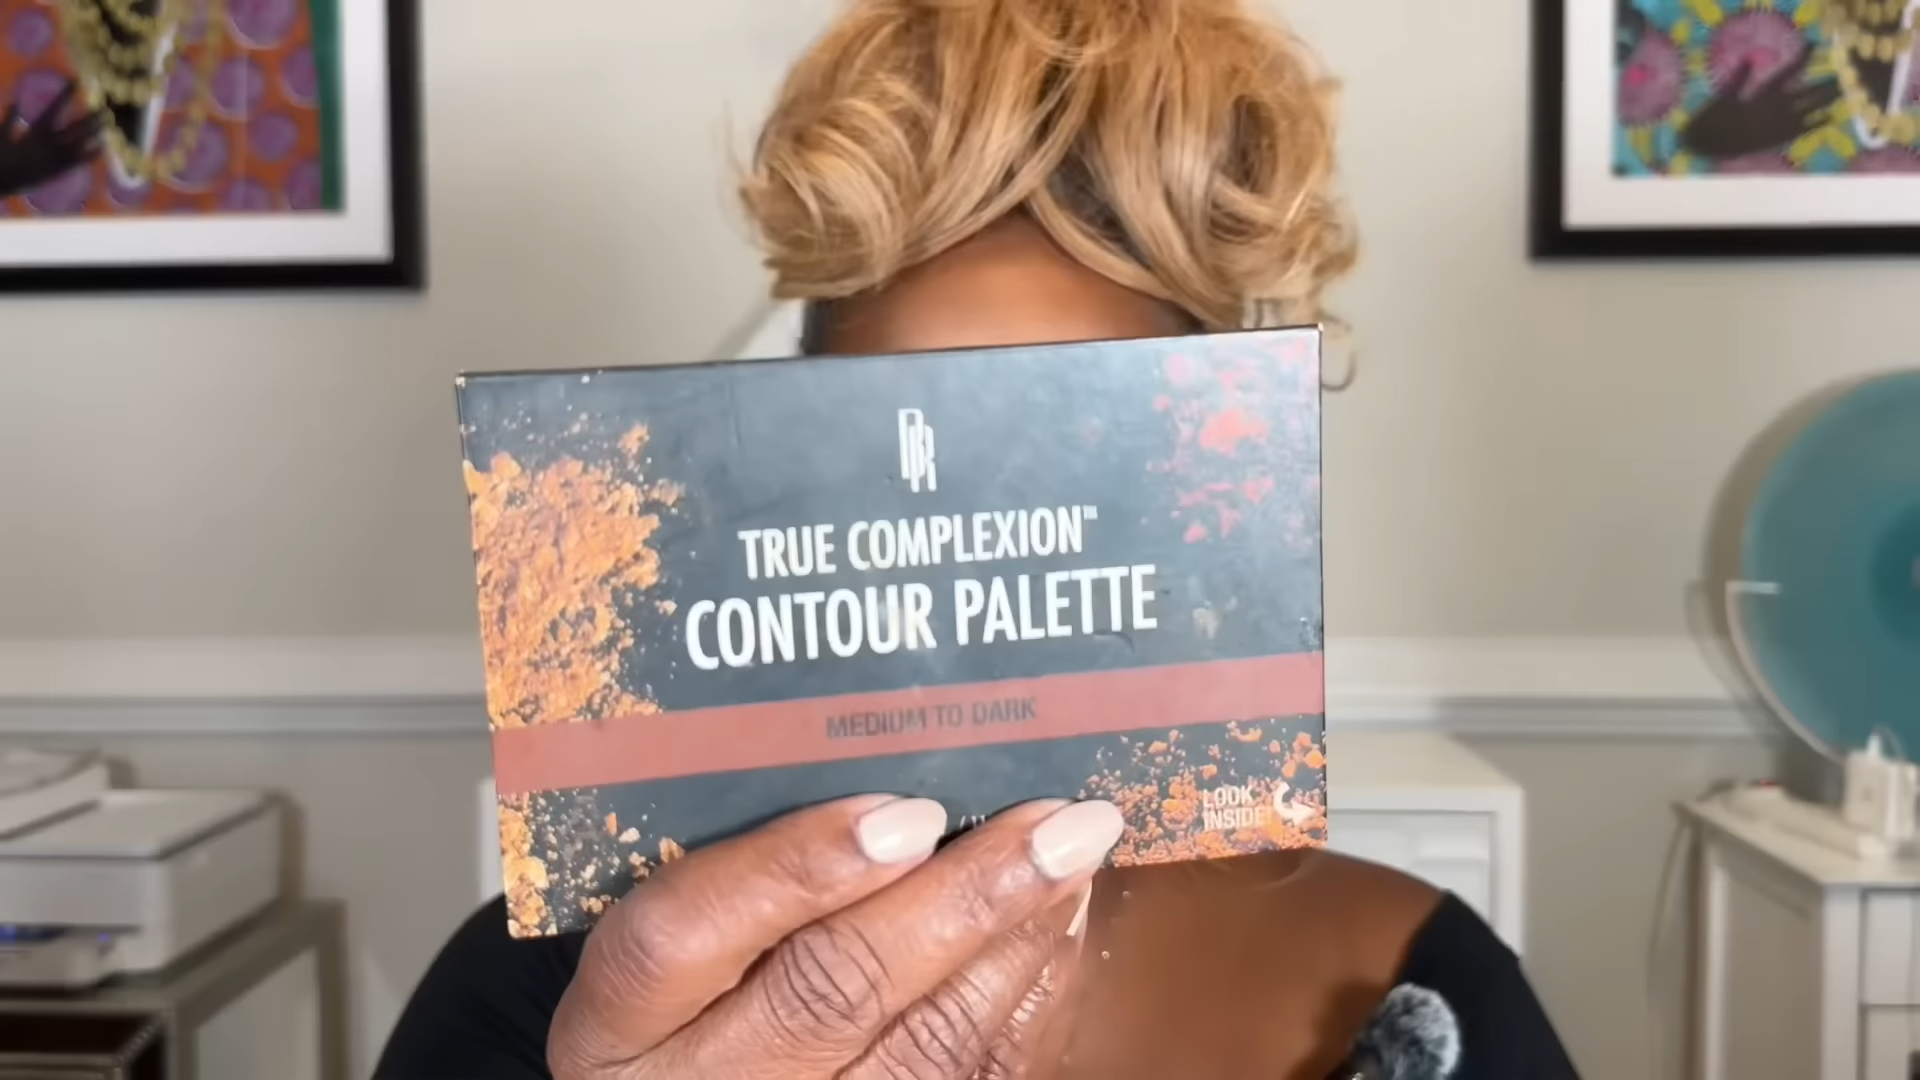 BR
TRUE COMPLEXION™
CONTOUR PALETTE
MEDIUM TO DARK
LOOK
INSIDE!